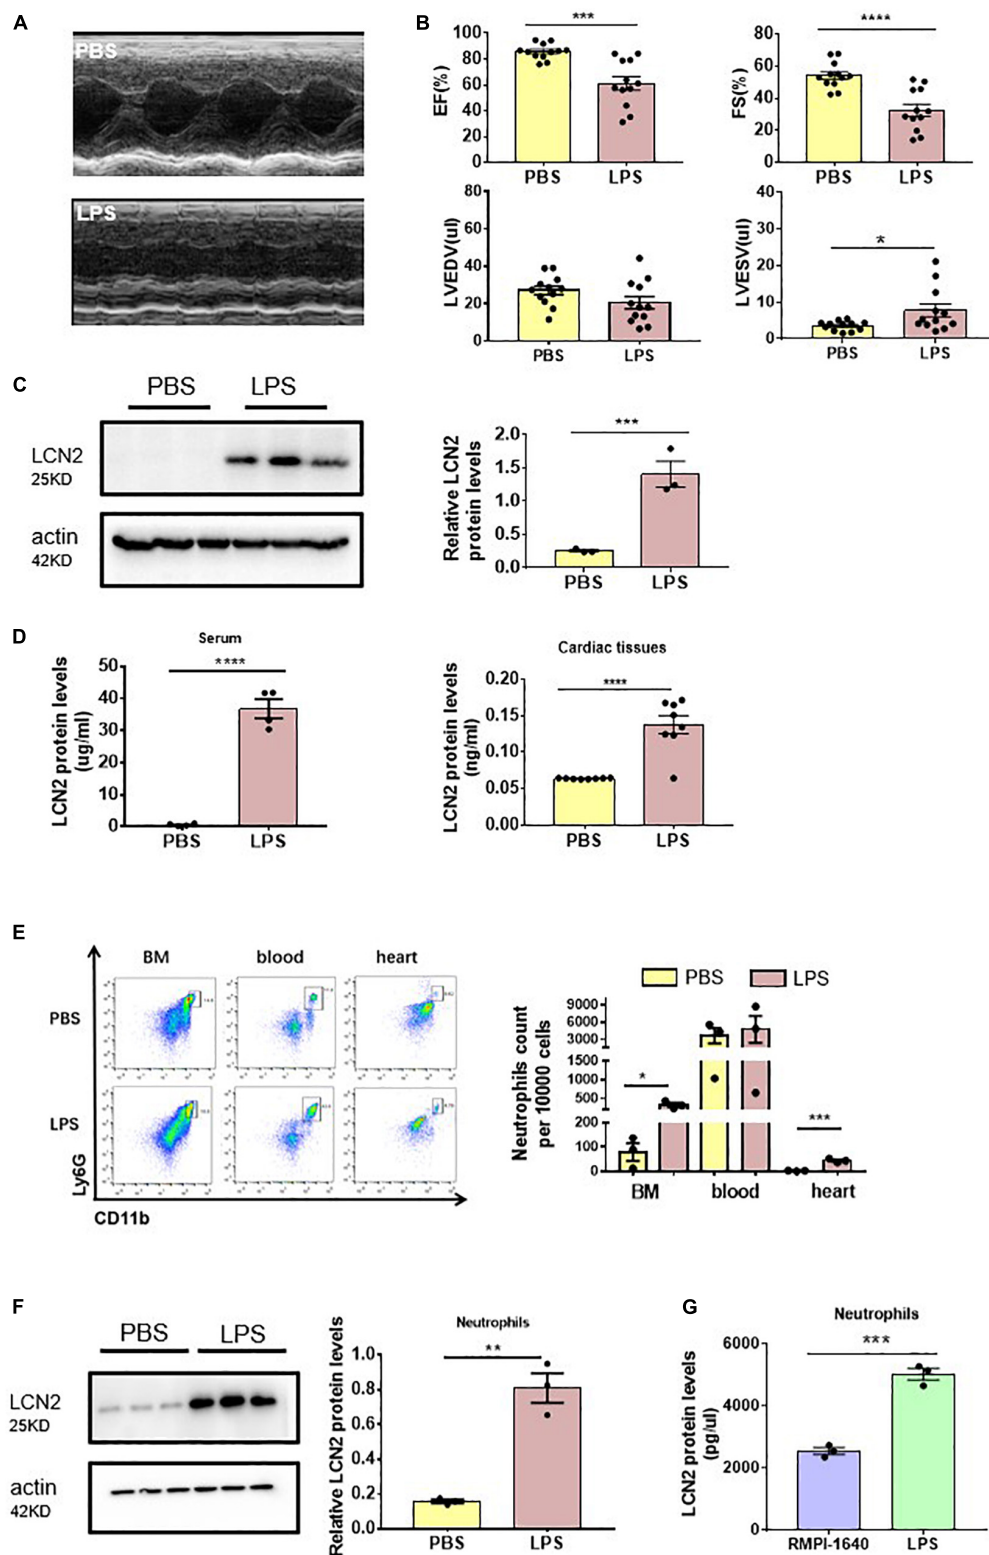 A
PBS
LPS
B
***
EF(%)
100
80
60
40
20
0
PBS LPS
****
FS(%)
80
60
40
20
0
PBS LPS
LVEDV(ul)
80
60
40
20
0
PBS LPS
*
LVESV(ul)
40
30
20
10
0
PBS LPS
C
PBS LPS
LCN2
25KD
actin
42KD
***
Relative LCN2
protein levels
2.0
1.5
1.0
0.5
0.0
PBS LPS
D
Serum
****
LCN2 protein levels
(ug/ml)
50
40
30
20
10
0
PBS LPS
Cardiac tissues
****
LCN2 protein levels
(ng/ml)
0.20
0.15
0.10
0.05
0.00
PBS LPS
E
BM blood heart
PBS
LPS
Ly6G
CD11b
PBS LPS
Neutrophils count
per 10000 cells
9000
6000
3000
1500
1000
500
200
100
0
*
***
BM blood heart
F
PBS LPS
LCN2
25KD
actin
42KD
Neutrophils
**
Relative LCN2 protein levels
1.0
0.8
0.6
0.4
0.2
0.0
PBS LPS
G
Neutrophils
***
LCN2 protein levels
(pg/ul)
6000
4000
2000
0
RMPI-1640 LPS